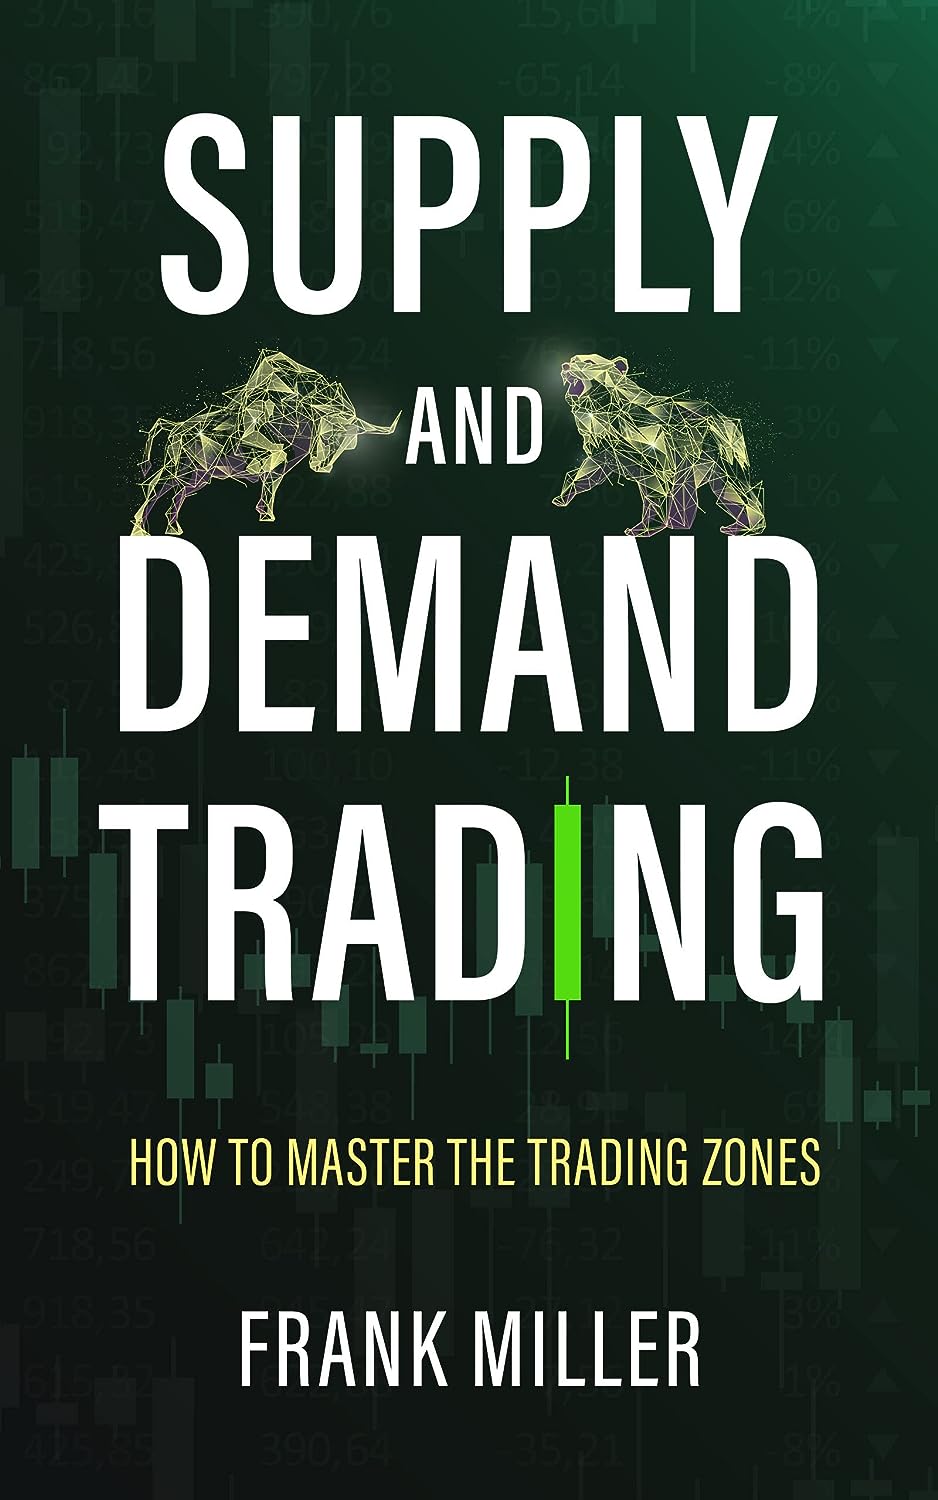 SUPPLY
AND
DEMAND
TRADING
HOW TO MASTER THE TRADING ZONES
FRANK MILLER